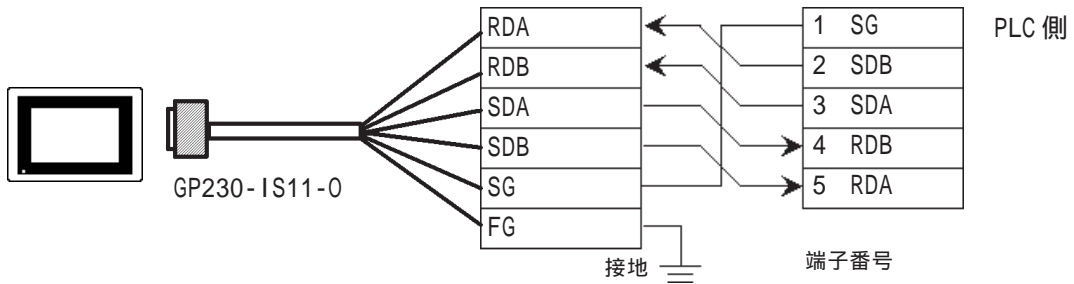 RDA
RDB
SDA
SDB
SG
FG
GP230-IS11-O
接地
1 SG
2 SDB
3 SDA
4 RDB
5 RDA
PLC 側
端子番号